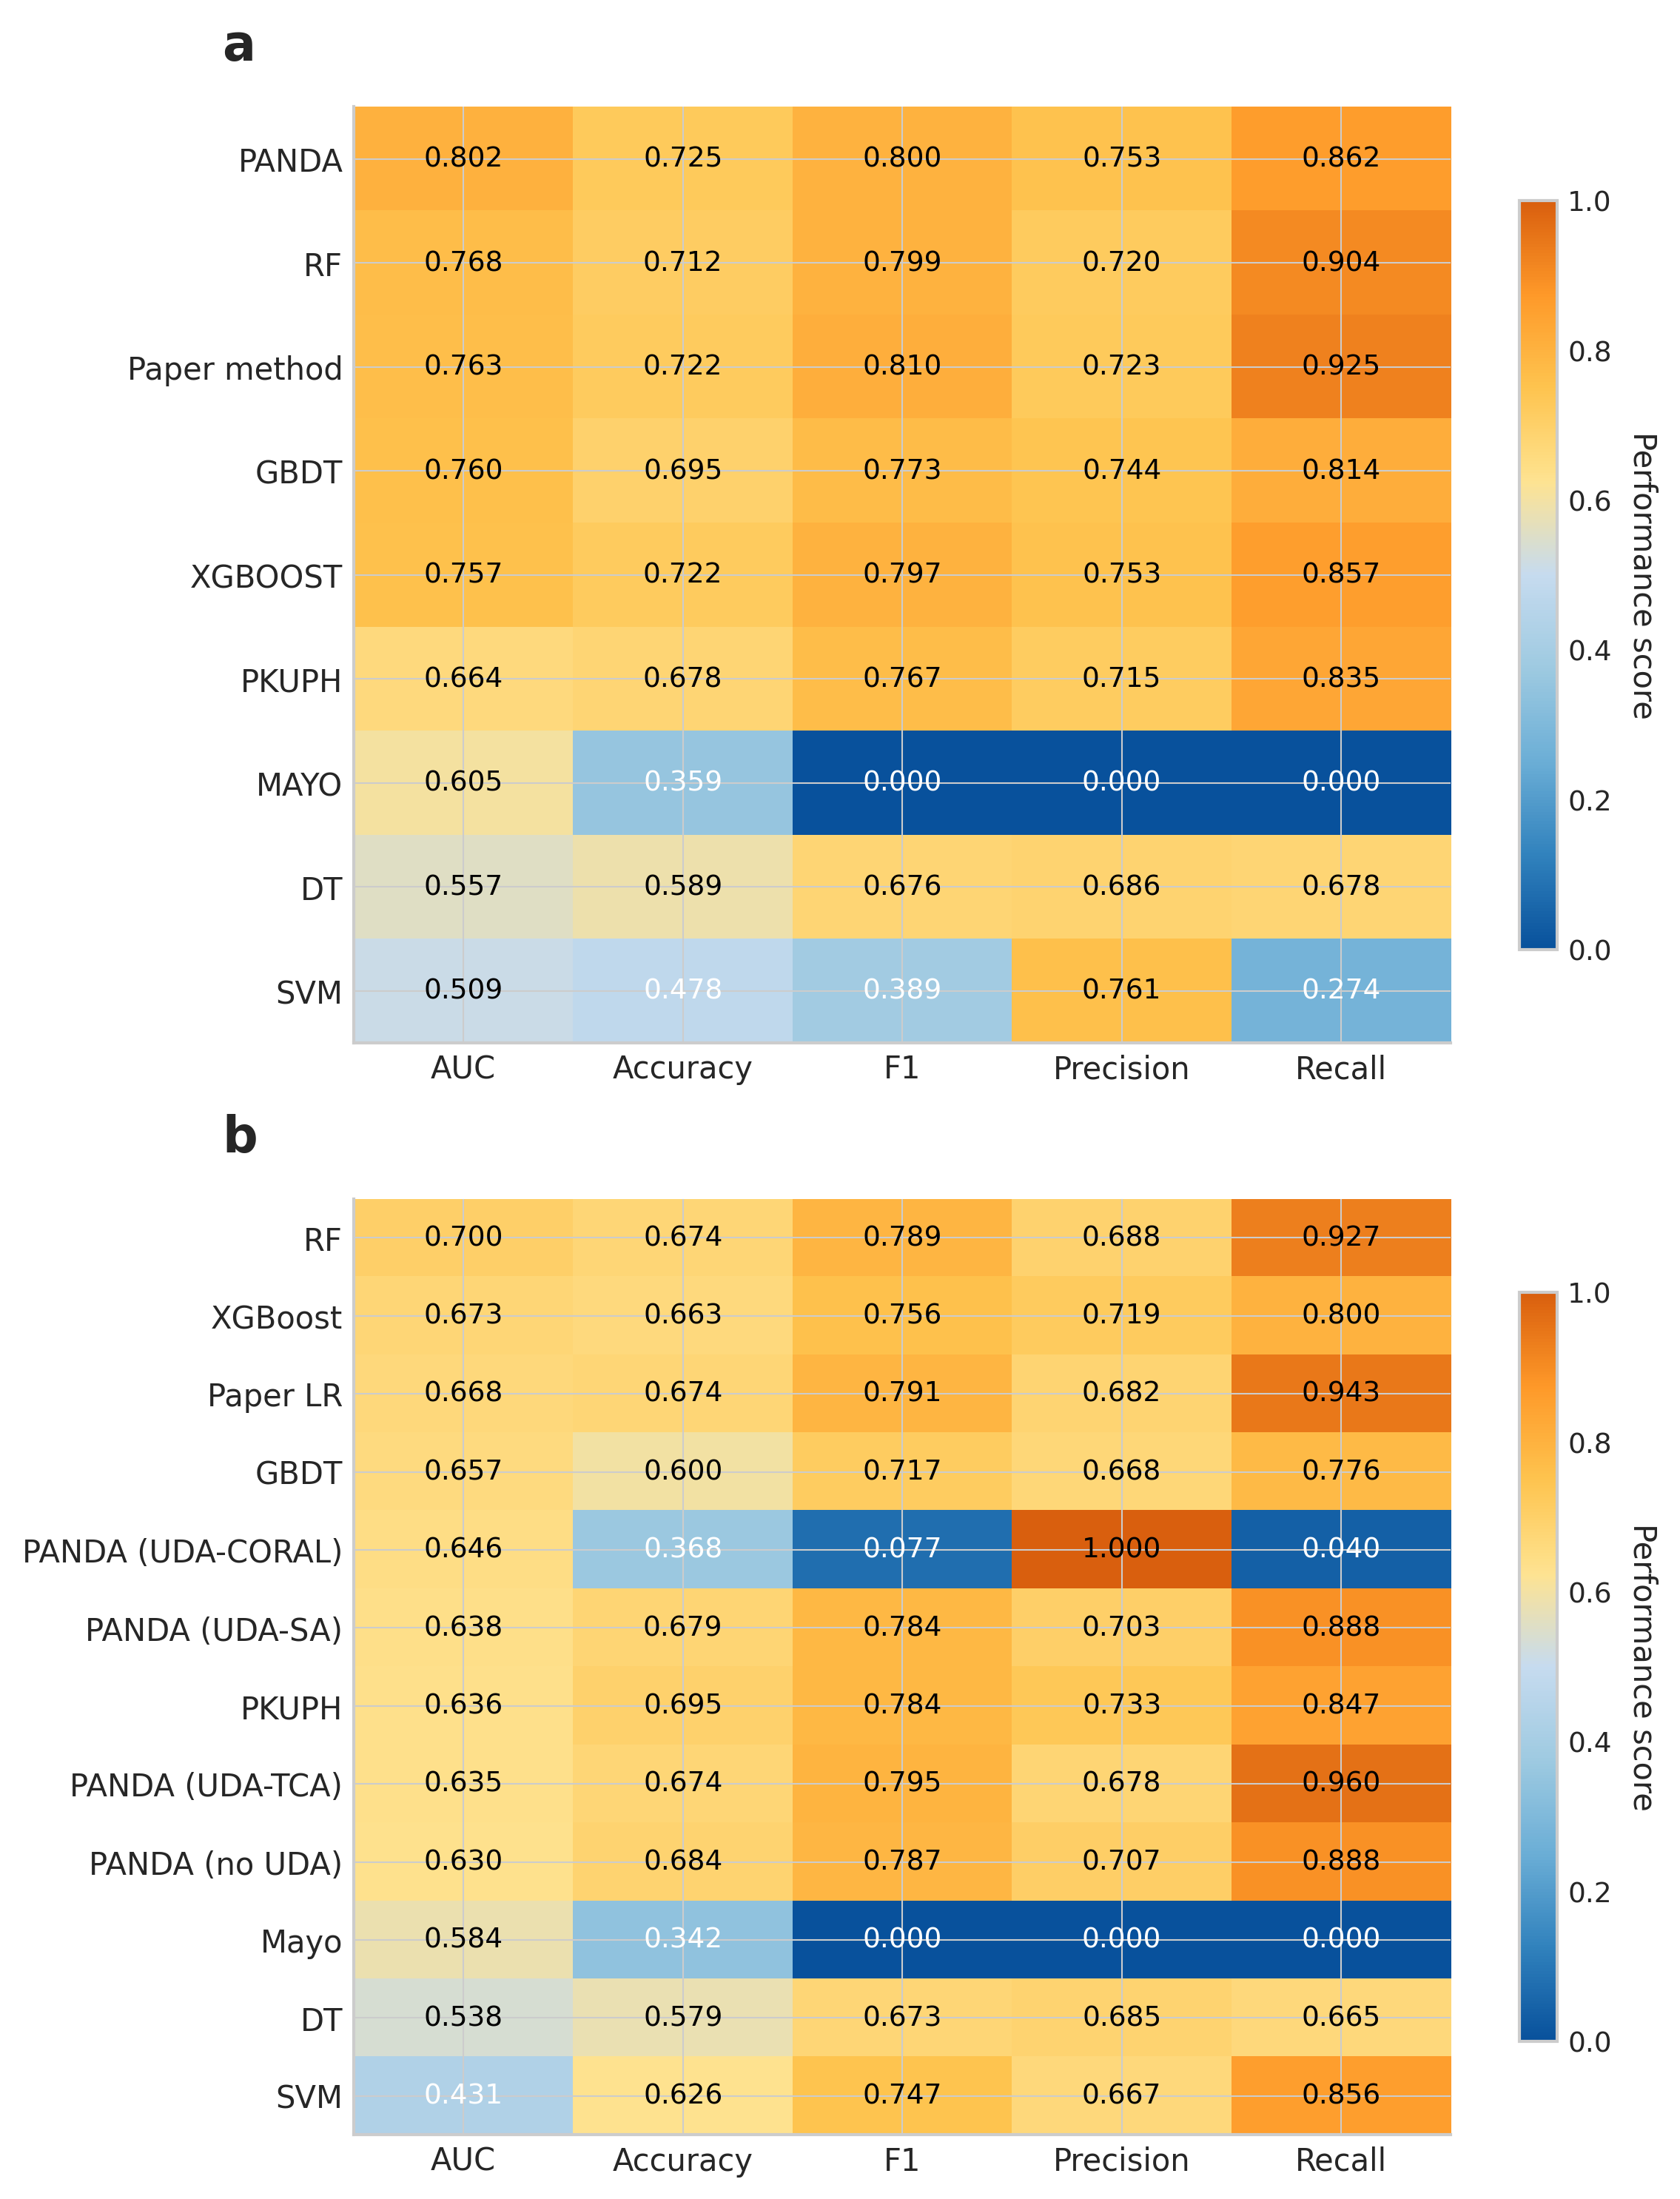 a
PANDA 0.802 0.725 0.800 0.753 0.862
RF 0.768 0.712 0.799 0.720 0.904
Paper method 0.763 0.722 0.810 0.723 0.925
GBDT 0.760 0.695 0.773 0.744 0.814
XGBOOST 0.757 0.722 0.797 0.753 0.857
PKUPH 0.664 0.678 0.767 0.715 0.835
MAYO 0.605 0.359 0.000 0.000 0.000
DT 0.557 0.589 0.676 0.686 0.678
SVM 0.509 0.478 0.389 0.761 0.274
AUC Accuracy F1 Precision Recall
1.0
0.8
0.6
0.4
0.2
0.0
Performance score
b
RF 0.700 0.674 0.789 0.688 0.927
XGBoost 0.673 0.663 0.756 0.719 0.800
Paper LR 0.668 0.674 0.791 0.682 0.943
GBDT 0.657 0.600 0.717 0.668 0.776
PANDA (UDA-CORAL) 0.646 0.368 0.077 1.000 0.040
PANDA (UDA-SA) 0.638 0.679 0.784 0.703 0.888
PKUPH 0.636 0.695 0.784 0.733 0.847
PANDA (UDA-TCA) 0.635 0.674 0.795 0.678 0.960
PANDA (no UDA) 0.630 0.684 0.787 0.707 0.888
Mayo 0.584 0.342 0.000 0.000 0.000
DT 0.538 0.579 0.673 0.685 0.665
SVM 0.431 0.626 0.747 0.667 0.856
AUC Accuracy F1 Precision Recall
1.0
0.8
0.6
0.4
0.2
0.0
Performance score